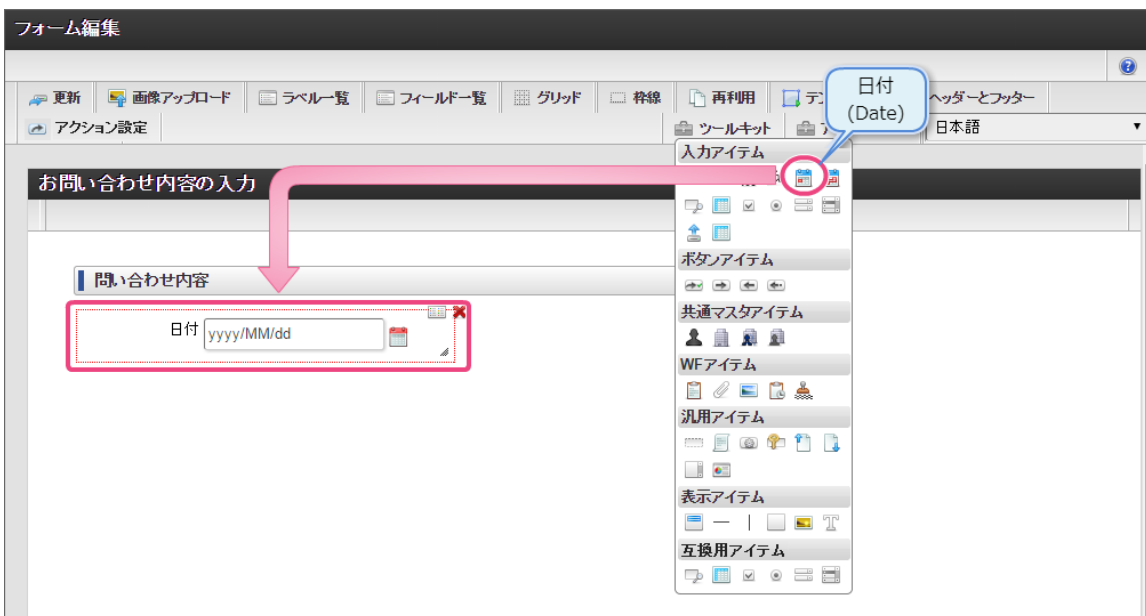 フォーム編集
更新 画像アップロード ラベル一覧 フィールド一覧 グリッド 枠線 再利用 ヘッダーとフッター
日付
(Date)
アクション設定 ツールキット 日本語
入力アイテム
お問い合わせ内容の入力
ボタンアイテム
問い合わせ内容
共通マスタアイテム
日付 yyyy/MM/dd
WFアイテム
汎用アイテム
表示アイテム
互換用アイテム